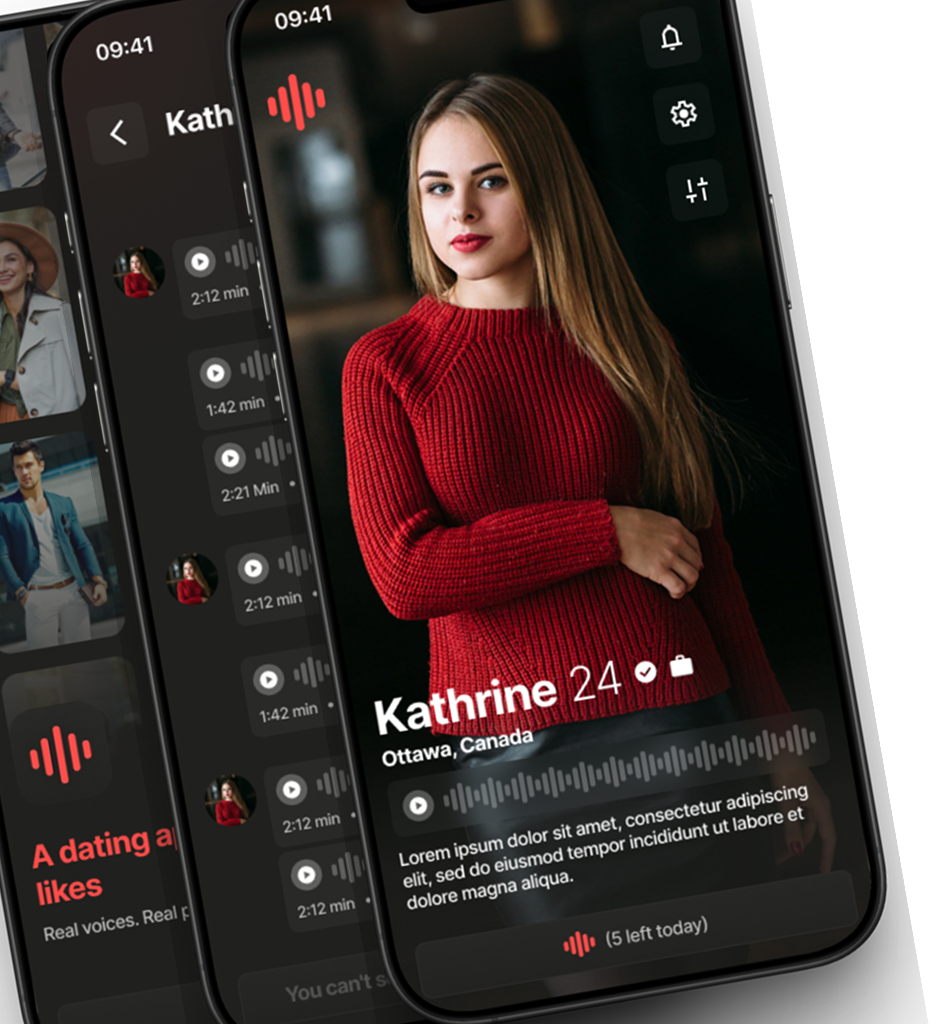 A dating
likes
Real voices. Real
09:41
Kath
2:12 min
1:42 min
2:21 Min •
2:12 min •
1:42 min •
2:12 min •
2:12 min •
You can't
09:41
Kathrine 24
Ottawa, Canada
Lorem ipsum dolor sit amet, consectetur adipiscing
elit, sed do eiusmod tempor incididunt ut labore et
dolore magna aliqua.
(5 left today)